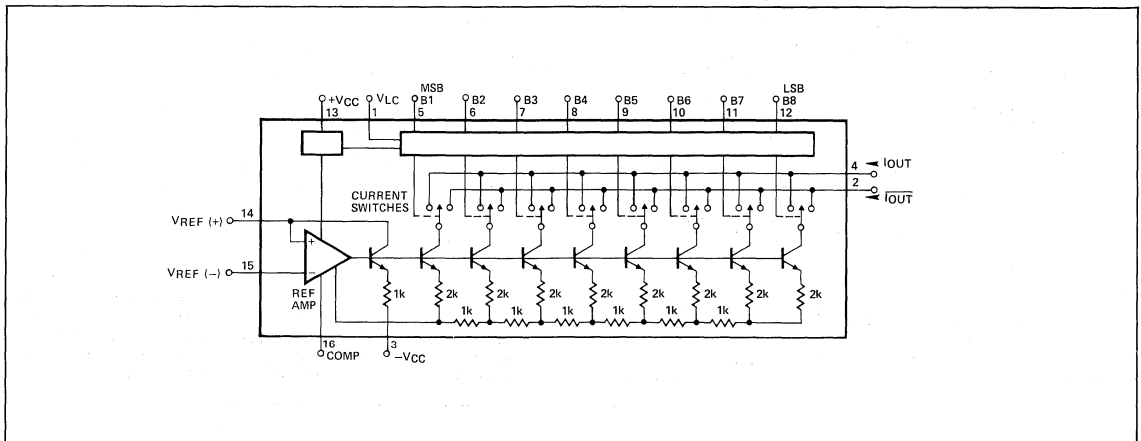 +VCC
13
VLC
1
MSB
B1
5
B2
6
B3
7
B4
8
B5
9
B6
10
B7
11
LSB
B8
12
4
IOUT
2
IOUT
CURRENT
SWITCHES
VREF (+)
14
VREF (−)
15
+
−
REF
AMP
1k
2k
2k
2k
2k
2k
2k
2k
2k
1k
1k
1k
1k
1k
1k
16
COMP
3
−VCC